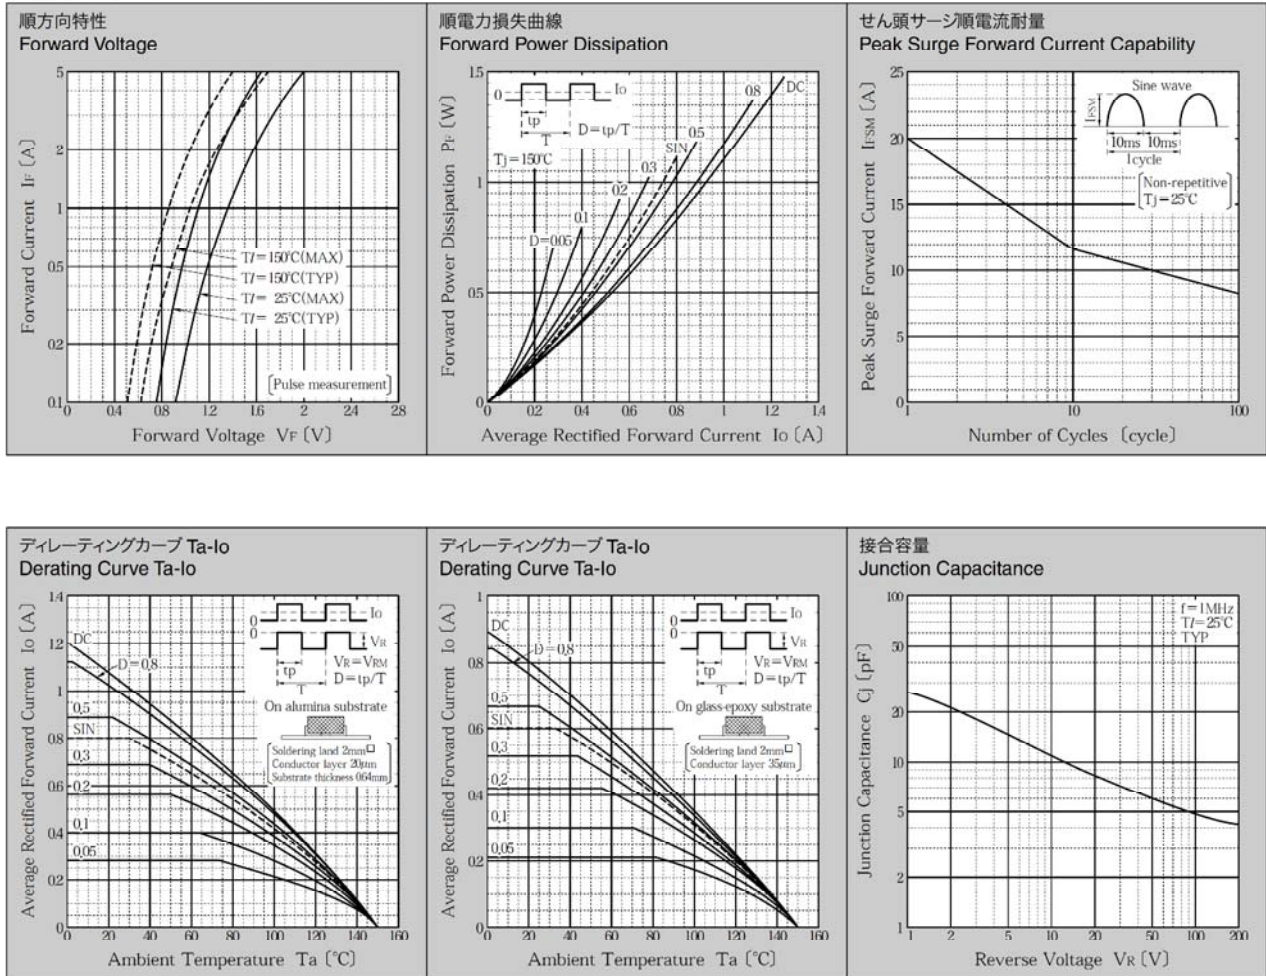 順方向特性
Forward Voltage
Forward Current IF [A]
5
2
1
0.5
0.2
0.1
Tl=150℃(MAX)
Tl=150℃(TYP)
Tl= 25℃(MAX)
Tl= 25℃(TYP)
[Pulse measurement]
0 0.4 0.8 1.2 1.6 2 2.4 2.8
Forward Voltage VF [V]
順電力損失曲線
Forward Power Dissipation
Forward Power Dissipation PF [W]
1.5
1
0.5
0
0 Io
tp
T
D=tp/T
Tj=150℃
DC
0.8
0.5
SIN
0.3
0.2
0.1
D=0.05
0 0.2 0.4 0.6 0.8 1 1.2 1.4
Average Rectified Forward Current Io [A]
せん頭サージ順電流耐量
Peak Surge Forward Current Capability
Peak Surge Forward Current IFSM [A]
25
20
15
10
5
0
Sine wave
IFSM
10ms 10ms
1cycle
[Non-repetitive
Tj=25℃]
1 10 100
Number of Cycles [cycle]
ディレーティングカーブ Ta-Io
Derating Curve Ta-Io
Average Rectified Forward Current Io [A]
1.4
1.2
1
0.8
0.6
0.4
0.2
0
0 Io
0 VR
tp
T
VR=VRM
D=tp/T
On alumina substrate
[Soldering land 2mm□
Conductor layer 20μm
Substrate thickness 0.64mm]
DC
D=0.8
0.5
SIN
0.3
0.2
0.1
0.05
0 20 40 60 80 100 120 140 160
Ambient Temperature Ta [℃]
ディレーティングカーブ Ta-Io
Derating Curve Ta-Io
Average Rectified Forward Current Io [A]
1
0.8
0.6
0.4
0.2
0
0 Io
0 VR
tp
T
VR=VRM
D=tp/T
On glass-epoxy substrate
[Soldering land 2mm□
Conductor layer 35μm]
DC
D=0.8
0.5
SIN
0.3
0.2
0.1
0.05
0 20 40 60 80 100 120 140 160
Ambient Temperature Ta [℃]
接合容量
Junction Capacitance
Junction Capacitance Cj [pF]
100
50
20
10
5
2
1
f=1MHz
Tl=25℃
TYP
1 2 5 10 20 50 100 200
Reverse Voltage VR [V]